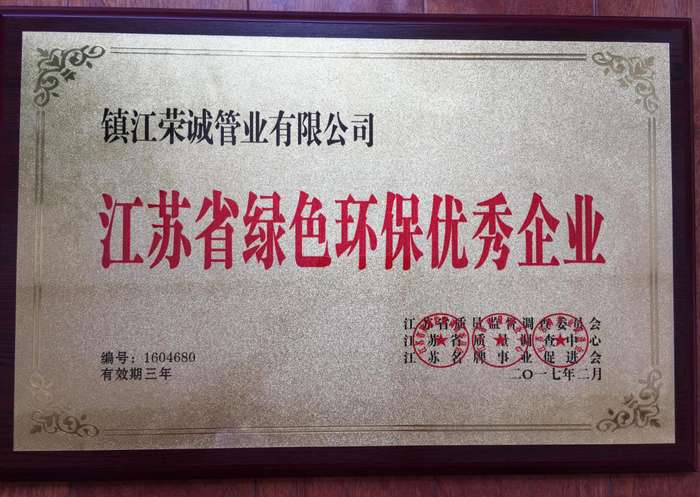 镇江荣诚管业有限公司
江苏省绿色环保优秀企业
江苏省质量监督调查委员会
江苏省质量调查中心
江苏名牌事业促进会
编号：1604680
有效期三年
二〇一七年二月